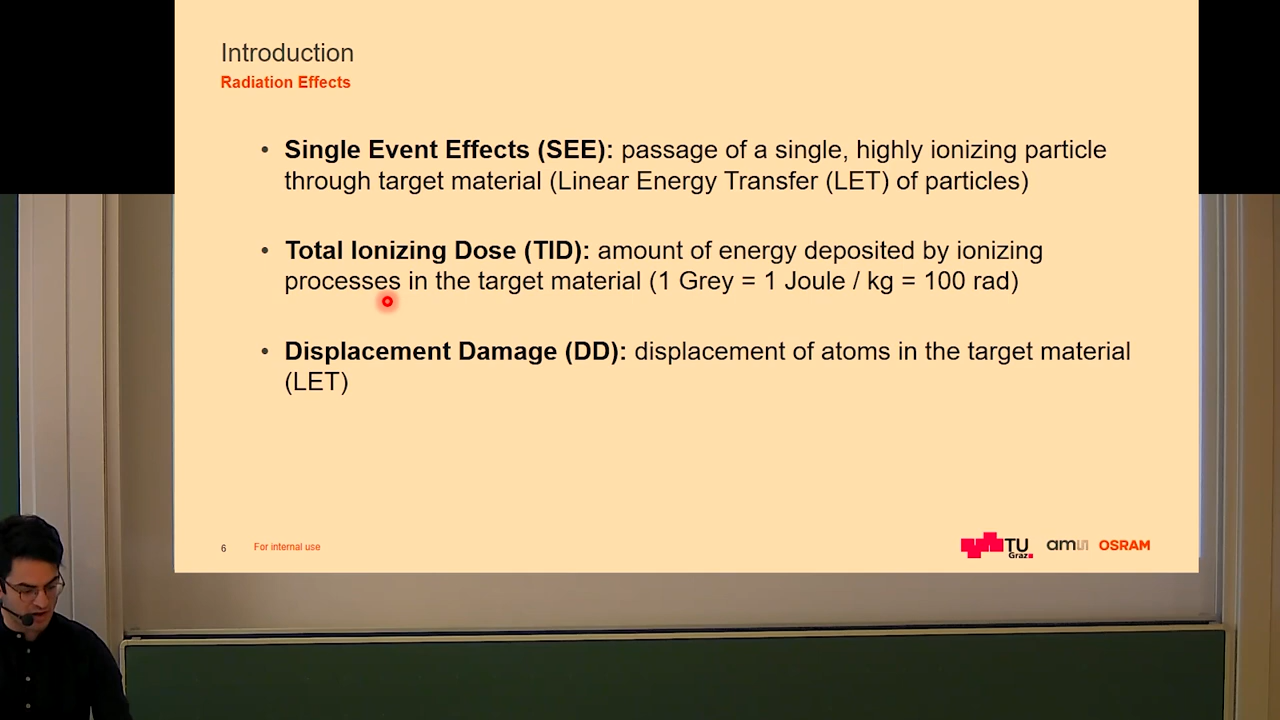 Introduction
Radiation Effects
• Single Event Effects (SEE): passage of a single, highly ionizing particle
through target material (Linear Energy Transfer (LET) of particles)
• Total Ionizing Dose (TID): amount of energy deposited by ionizing
processes in the target material (1 Grey = 1 Joule / kg = 100 rad)
• Displacement Damage (DD): displacement of atoms in the target material
(LET)
6 For internal use
TU
Graz
amu OSRAM